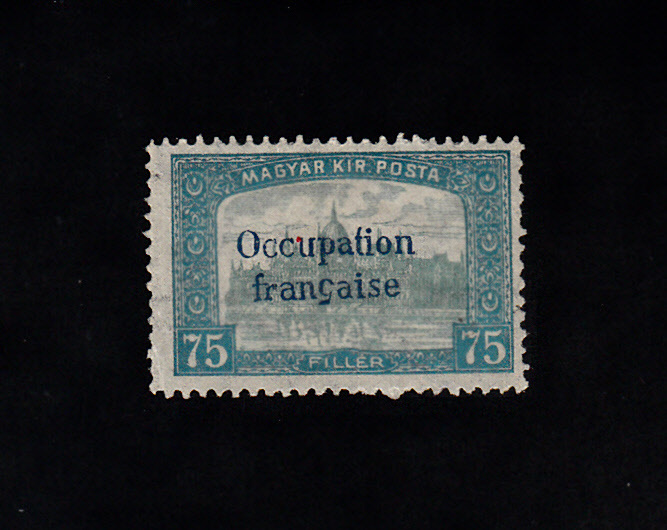 MAGYAR KIR. POSTA
Occupation
française
75 FILLÉR 75